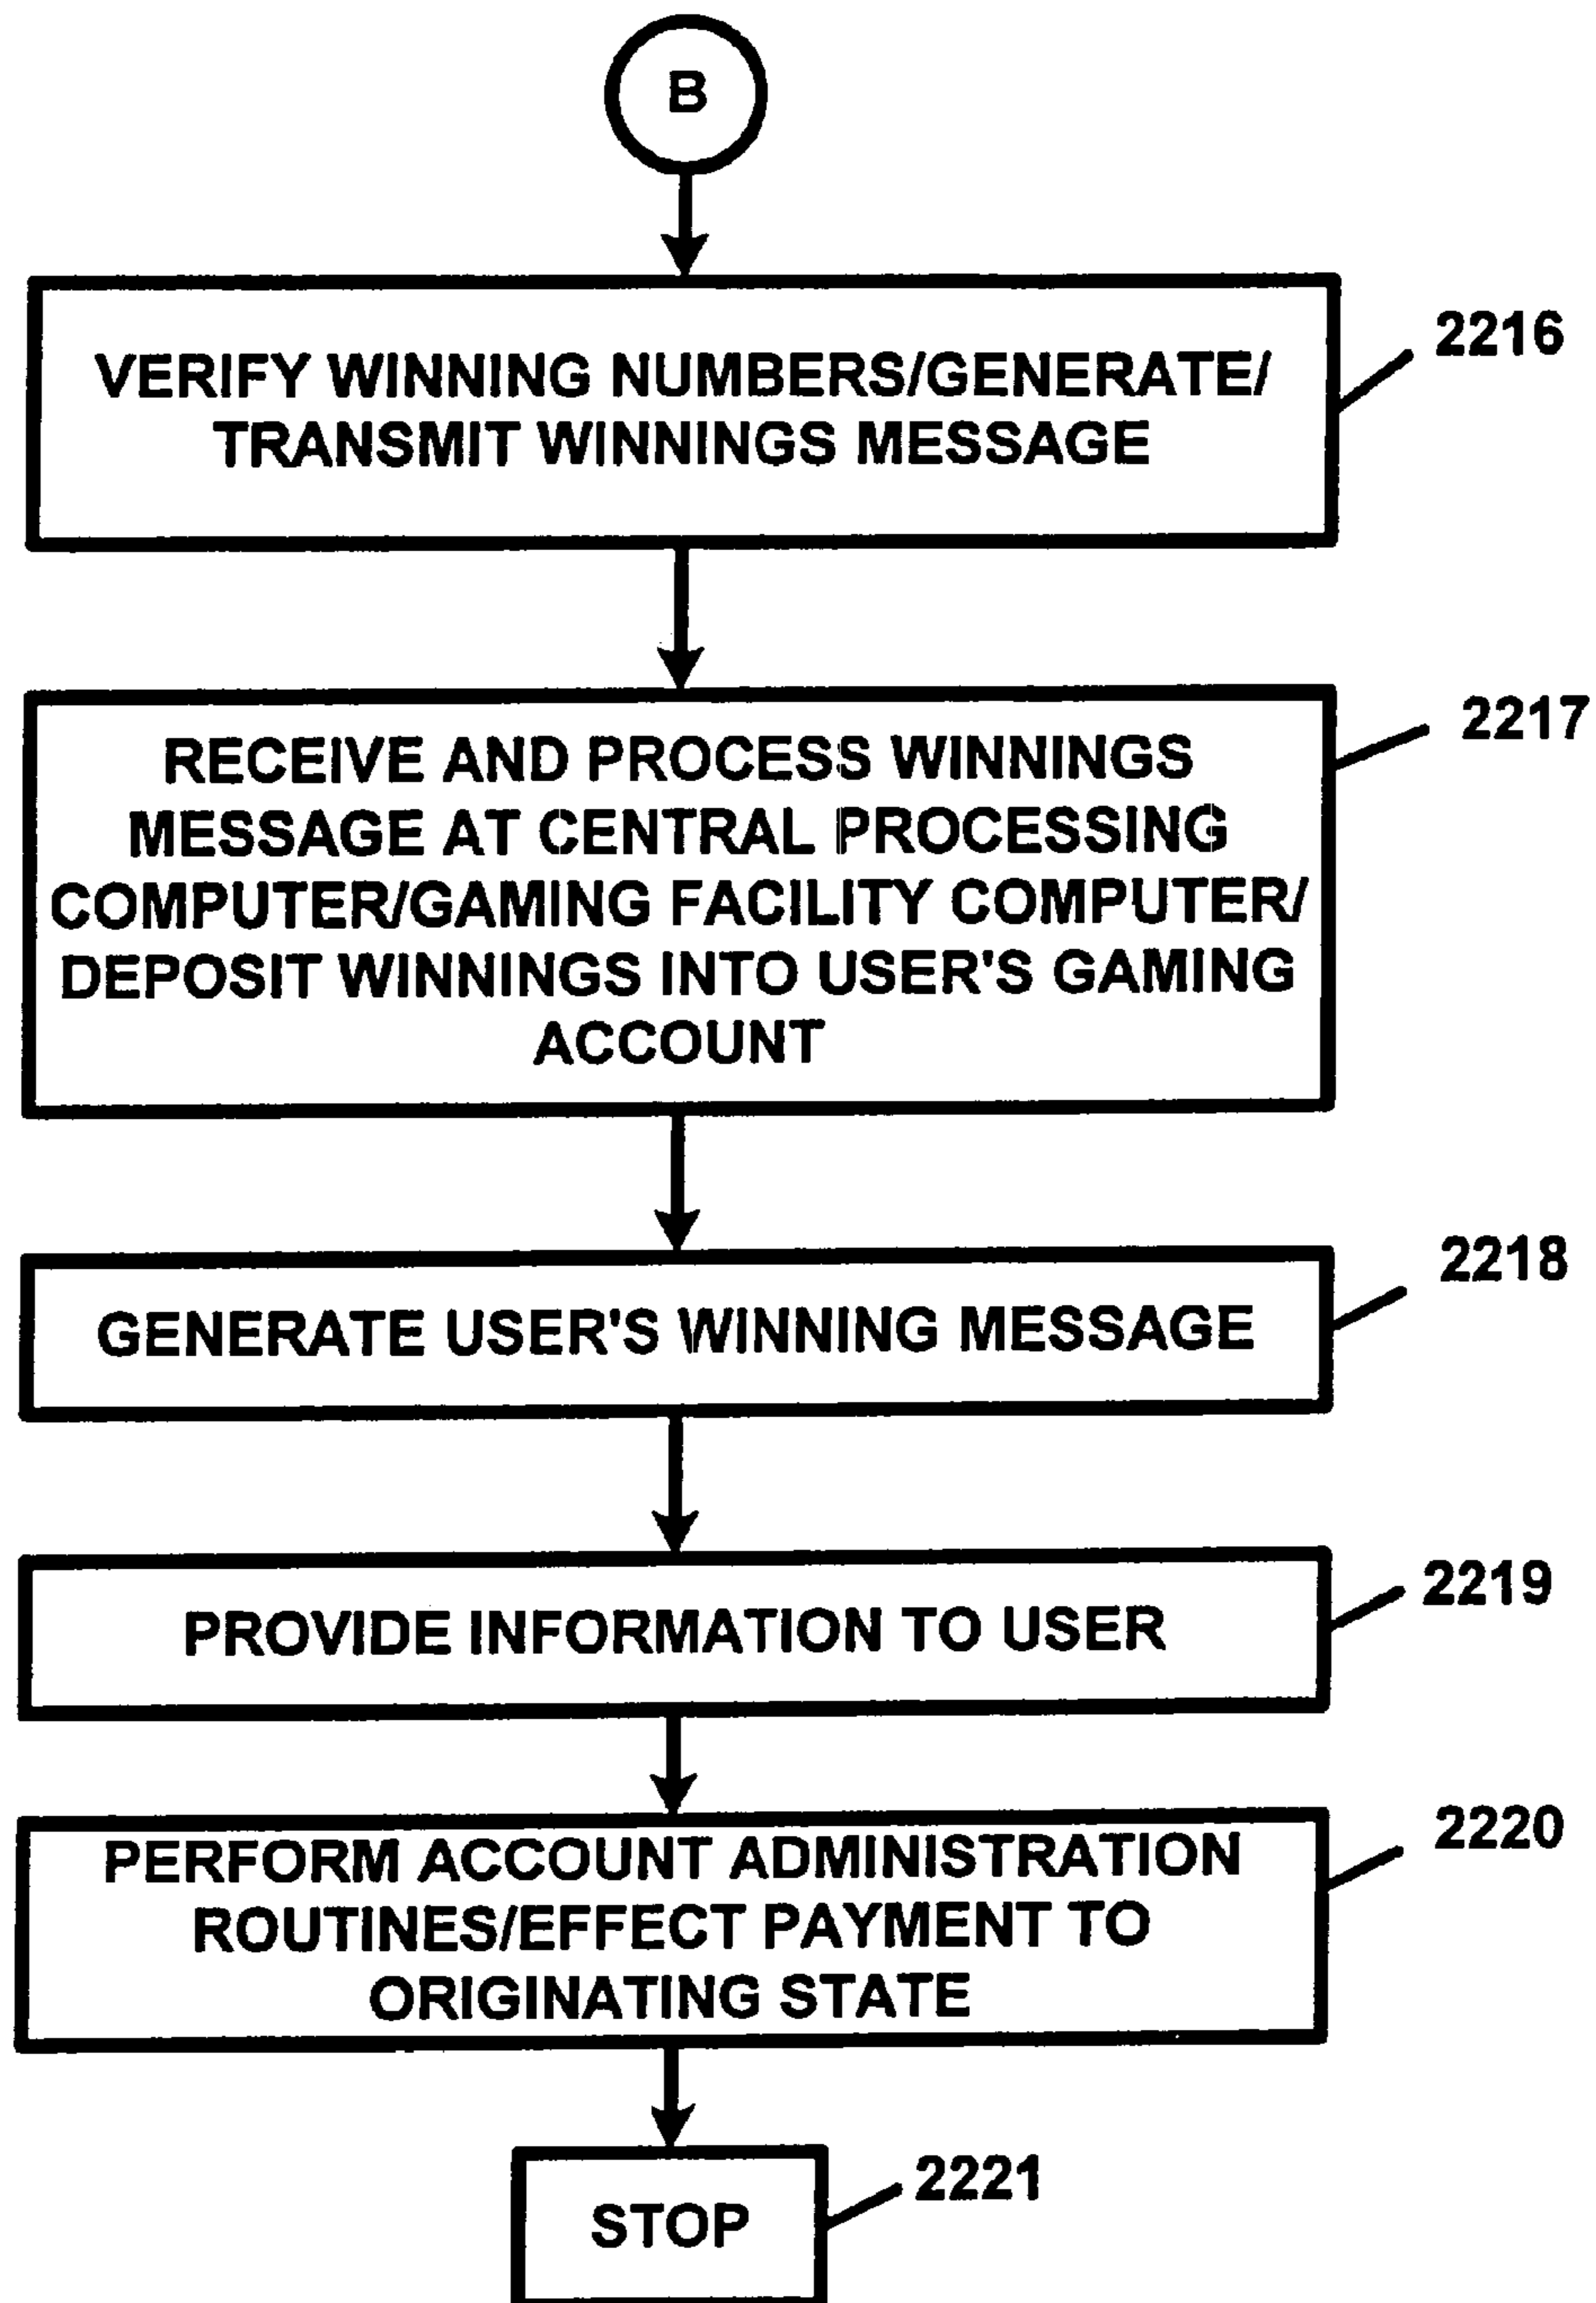 B
VERIFY WINNING NUMBERS/GENERATE/
TRANSMIT WINNINGS MESSAGE
2216
RECEIVE AND PROCESS WINNINGS
MESSAGE AT CENTRAL PROCESSING
COMPUTER/GAMING FACILITY COMPUTER/
DEPOSIT WINNINGS INTO USER'S GAMING
ACCOUNT
2217
GENERATE USER'S WINNING MESSAGE
2218
PROVIDE INFORMATION TO USER
2219
PERFORM ACCOUNT ADMINISTRATION
ROUTINES/EFFECT PAYMENT TO
ORIGINATING STATE
2220
STOP
2221